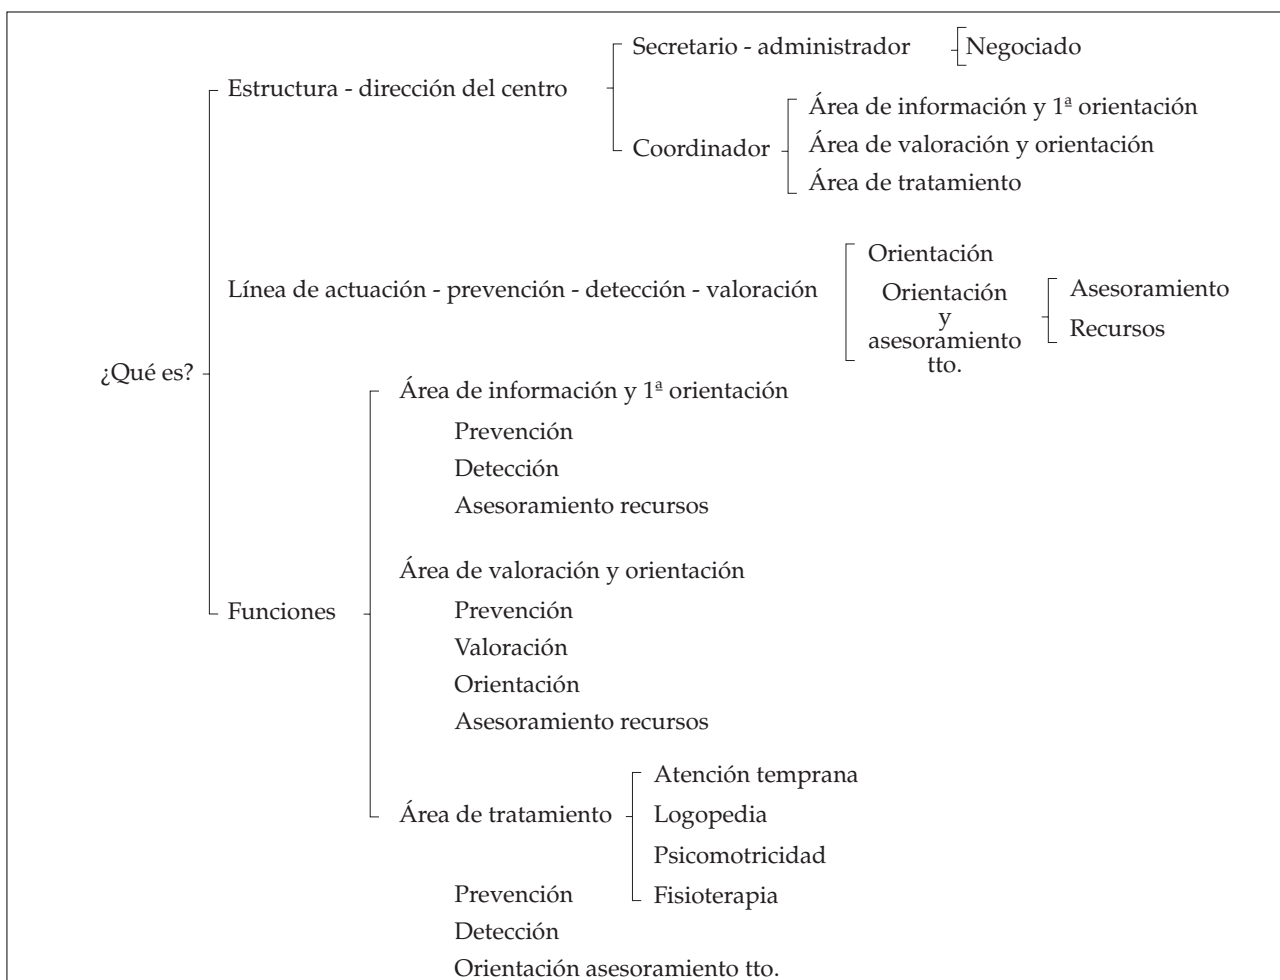 Secretario - administrador
Negociado
Estructura - dirección del centro
Área de información y 1ª orientación
Coordinador
Área de valoración y orientación
Área de tratamiento
Orientación
Línea de actuación - prevención - detección - valoración
Orientación
y
asesoramiento
tto.
Asesoramiento
Recursos
¿Qué es?
Área de información y 1ª orientación
Prevención
Detección
Asesoramiento recursos
Área de valoración y orientación
Funciones
Prevención
Valoración
Orientación
Asesoramiento recursos
Área de tratamiento
Atención temprana
Logopedia
Psicomotricidad
Fisioterapia
Prevención
Detección
Orientación asesoramiento tto.